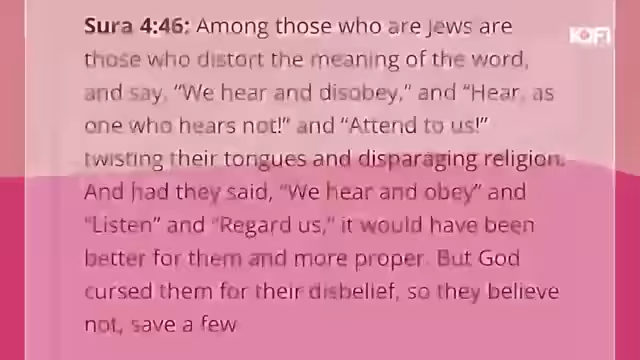 Sura 4:46: Among those who are Jews are
those who distort the meaning of the word,
and say, “We hear and disobey,” and “Hear, as
one who hears not!” and “Attend to us!”
twisting their tongues and disparaging religion.
And had they said, “We hear and obey” and
“Listen” and “Regard us,” it would have been
better for them and more proper. But God
cursed them for their disbelief, so they believe
not, save a few
KOFI